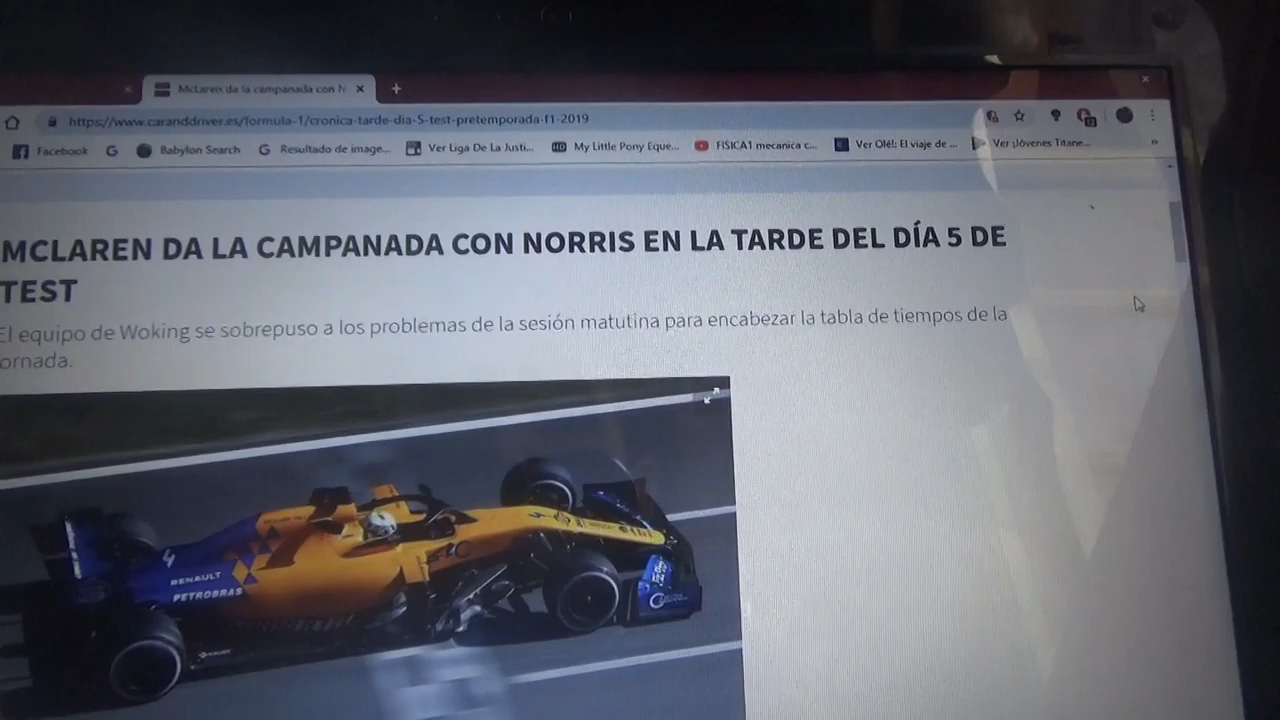 McLaren da la campanada con N
https://www.caranddriver.es/formula-1/cronica-tarde-dia-5-test-pretemporada-f1-2019
Facebook
Babylon Search
Resultado de image...
Ver Liga De La Justi...
My Little Pony Eque...
FISICA1 mecanica c...
Ver Olé!: El viaje de ...
Ver ¡Jóvenes Titane...
MCLAREN DA LA CAMPANADA CON NORRIS EN LA TARDE DEL DÍA 5 DE
TEST
El equipo de Woking se sobrepuso a los problemas de la sesión matutina para encabezar la tabla de tiempos de la
ornada.
4
RENAULT
PETROBRAS